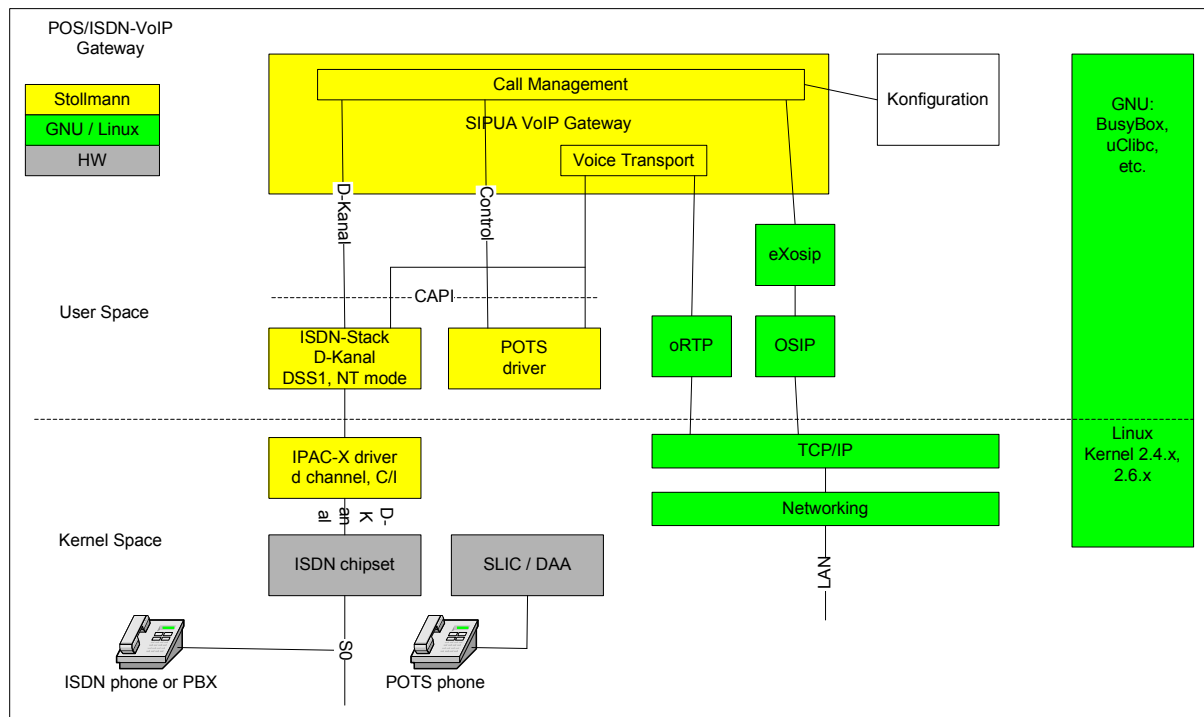 POS/ISDN-VoIP
Gateway
Stollmann
GNU / Linux
HW
Call Management
SIPUA VoIP Gateway
Voice Transport
Konfiguration
GNU:
BusyBox,
uClibc,
etc.
D-Kanal
Control
eXosip
CAPI
User Space
ISDN-Stack
D-Kanal
DSS1, NT mode
POTS
driver
oRTP
OSIP
IPAC-X driver
d channel, C/I
TCP/IP
Linux
Kernel 2.4.x,
2.6.x
D-
K
an
al
Networking
Kernel Space
ISDN chipset
SLIC / DAA
LAN
S0
ISDN phone or PBX
POTS phone